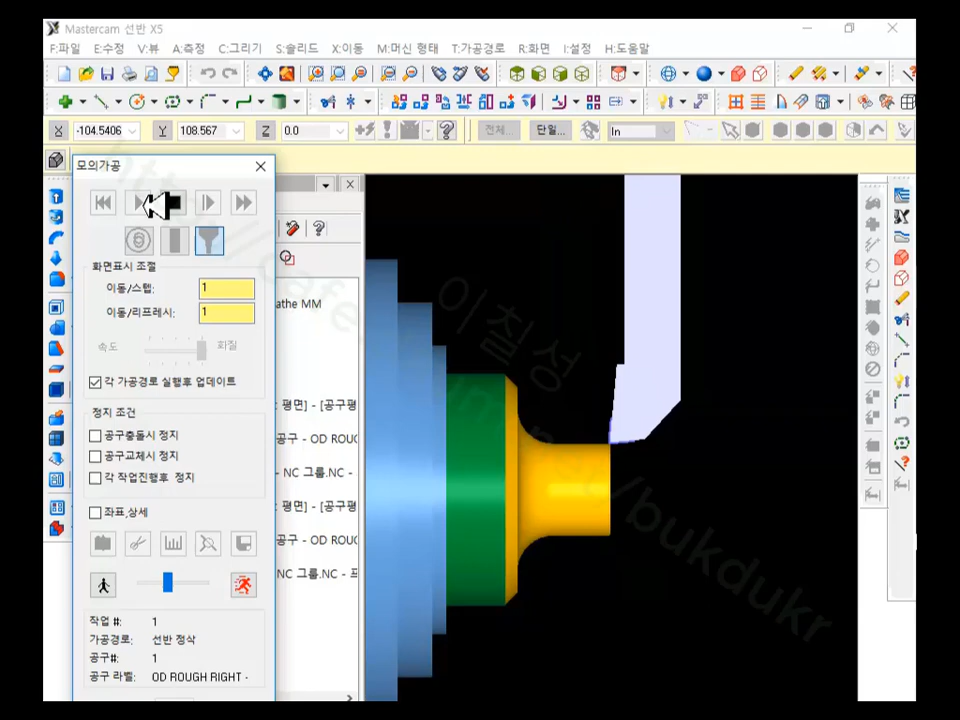 Mastercam 선반 X5
F:파일 E:수정 V:뷰 A:측정 C:그리기 S:솔리드 X:이동 M:머신 형태 T:가공경로 R:화면 I:설정 H:도움말
X -104.5406 Y 108.567 Z 0.0 전체... 단일... In
모의가공
화면표시 조절
이동/스텝: 1
이동/리프레시: 1
속도 화질
각 가공경로 실행후 업데이트
정지 조건
공구충돌시 정지
공구교체시 정지
각 작업진행후 정지
좌표,상세
작업 #: 1
가공경로: 선반 정삭
공구#: 1
공구 라벨: OD ROUGH RIGHT -
athe MM
평면] - [공구평
공구 - OD ROUG
- NC 그룹.NC -
평면] - [공구평
공구 - OD ROUG
NC 그룹.NC - 프
이침성